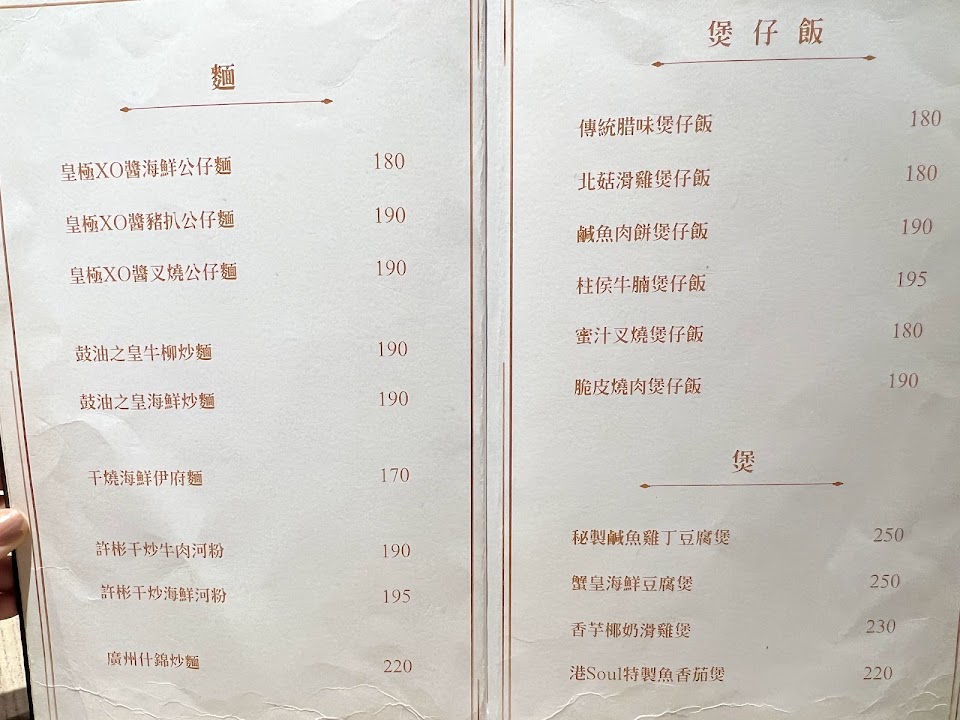 麵
皇極XO醬海鮮公仔麵 180
皇極XO醬豬扒公仔麵 190
皇極XO醬叉燒公仔麵 190
鼓油之皇牛柳炒麵 190
鼓油之皇海鮮炒麵 190
干燒海鮮伊府麵 170
許彬干炒牛肉河粉 190
許彬干炒海鮮河粉 195
廣州什錦炒麵 220
煲仔飯
傳統腊味煲仔飯 180
北菇滑雞煲仔飯 180
鹹魚肉餅煲仔飯 190
柱侯牛腩煲仔飯 195
蜜汁叉燒煲仔飯 180
脆皮燒肉煲仔飯 190
煲
秘製鹹魚雞丁豆腐煲 250
蟹皇海鮮豆腐煲 250
香芋椰奶滑雞煲 230
港Soul特製魚香茄煲 220